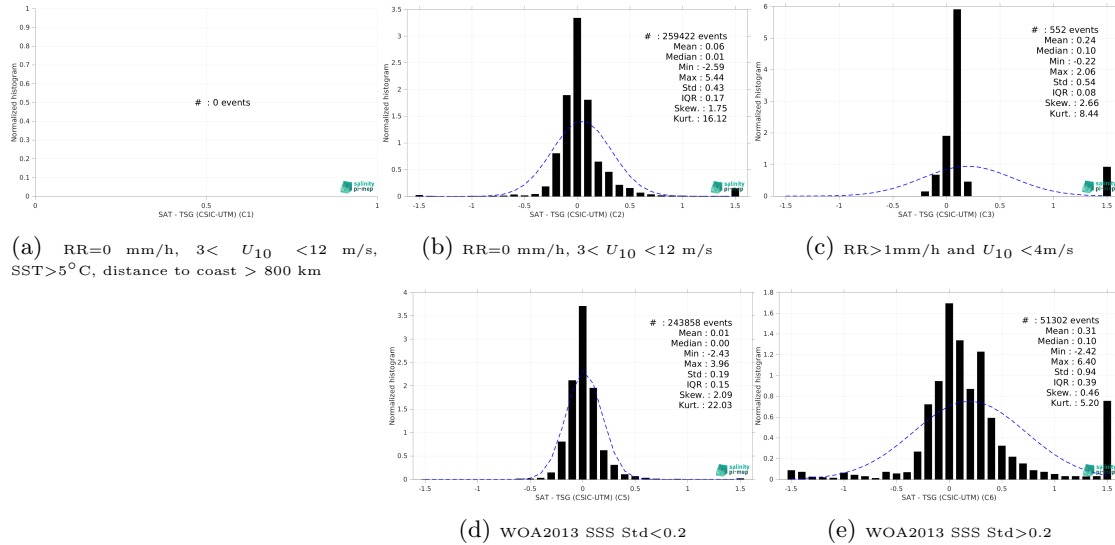 Normalized histogram
1
0.9
0.8
0.7
0.6
0.5
0.4
0.3
0.2
0.1
0
# : 0 events
salinity
pi-mep
0 1
SAT - TSG (CSIC-UTM) (C1)
(a) RR=0 mm/h, 3< U10 <12 m/s,
SST>5°C, distance to coast > 800 km
Normalized histogram
3.5
3
2.5
2
1.5
1
0.5
0
# : 259422 events
Mean : 0.06
Median : 0.01
Min : -2.59
Max : 5.44
Std : 0.43
IQR : 0.17
Skew. : 1.75
Kurt. : 16.12
salinity
pi-mep
-1.5 -1 -0.5 0 0.5 1 1.5
SAT - TSG (CSIC-UTM) (C2)
(b) RR=0 mm/h, 3< U10 <12 m/s
Normalized histogram
6
5
4
3
2
1
0
# : 552 events
Mean : 0.24
Median : 0.10
Min : -0.22
Max : 2.06
Std : 0.54
IQR : 0.08
Skew. : 2.66
Kurt. : 8.44
salinity
pi-mep
-1.5 -1 -0.5 0 0.5 1 1.5
SAT - TSG (CSIC-UTM) (C3)
(c) RR>1mm/h and U10 <4m/s
Normalized histogram
4
3.5
3
2.5
2
1.5
1
0.5
0
# : 243858 events
Mean : 0.01
Median : 0.00
Min : -2.43
Max : 3.96
Std : 0.19
IQR : 0.15
Skew. : 2.09
Kurt. : 22.03
salinity
pi-mep
-1.5 -1 -0.5 0 0.5 1 1.5
SAT - TSG (CSIC-UTM) (C5)
(d) WOA2013 SSS Std<0.2
Normalized histogram
1.8
1.6
1.4
1.2
1
0.8
0.6
0.4
0.2
0
# : 51302 events
Mean : 0.31
Median : 0.10
Min : -2.42
Max : 6.40
Std : 0.94
IQR : 0.39
Skew. : 0.46
Kurt. : 5.20
salinity
pi-mep
-1.5 -1 -0.5 0 0.5 1 1.5
SAT - TSG (CSIC-UTM) (C6)
(e) WOA2013 SSS Std>0.2